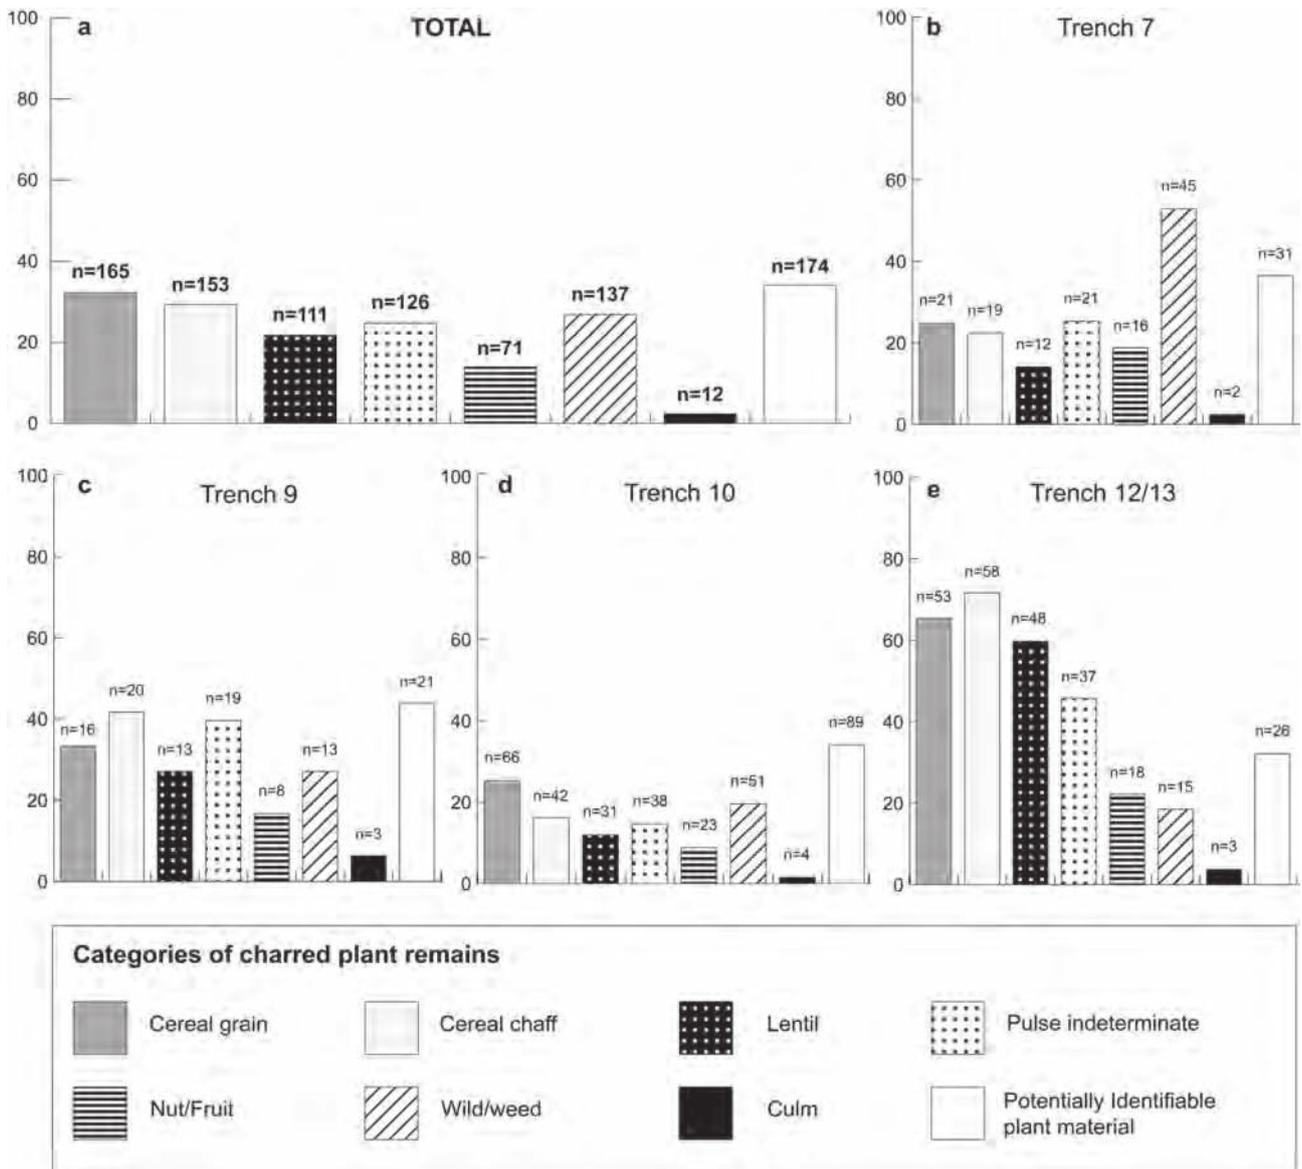 a TOTAL
100
80
60
40
20
0
n=165
n=153
n=111
n=126
n=71
n=137
n=12
n=174
b Trench 7
100
80
60
40
20
0
n=21
n=19
n=12
n=21
n=16
n=45
n=2
n=31
c Trench 9
100
80
60
40
20
0
n=16
n=20
n=13
n=19
n=8
n=13
n=3
n=21
d Trench 10
100
80
60
40
20
0
n=66
n=42
n=31
n=38
n=23
n=51
n=4
n=89
e Trench 12/13
100
80
60
40
20
0
n=53
n=58
n=48
n=37
n=18
n=15
n=3
n=26
Categories of charred plant remains
Cereal grain
Cereal chaff
Lentil
Pulse indeterminate
Nut/Fruit
Wild/weed
Culm
Potentially Identifiable
plant material